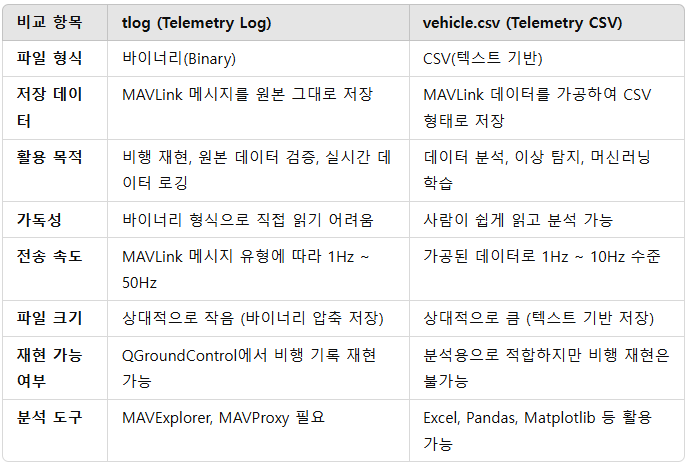 비교 항목 tlog (Telemetry Log) vehicle.csv (Telemetry CSV)
파일 형식 바이너리(Binary) CSV(텍스트 기반)
저장 데이 MAVLink 메시지를 원본 그대로 저장 MAVLink 데이터를 가공하여 CSV
터 형태로 저장
활용 목적 비행 재현, 원본 데이터 검증, 실시간 데 데이터 분석, 이상 탐지, 머신러닝
이터 로깅 학습
가독성 바이너리 형식으로 직접 읽기 어려움 사람이 쉽게 읽고 분석 가능
전송 속도 MAVLink 메시지 유형에 따라 1Hz ~ 가공된 데이터로 1Hz ~ 10Hz 수준
50Hz
파일 크기 상대적으로 작음 (바이너리 압축 저장) 상대적으로 큼 (텍스트 기반 저장)
재현 가능 QGroundControl에서 비행 기록 재현 분석용으로 적합하지만 비행 재현은
여부 가능 불가능
분석 도구 MAVExplorer, MAVProxy 필요 Excel, Pandas, Matplotlib 등 활용
가능